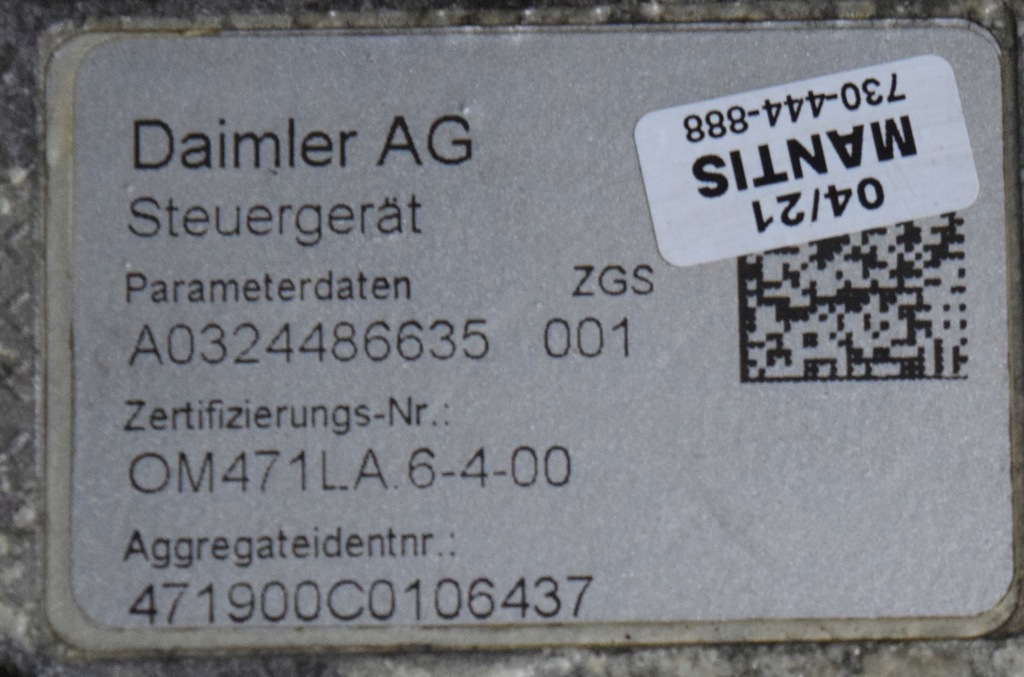 Daimler AG
Steuergerät
Parameterdaten ZGS
A0324486635 001
Zertifizierungs-Nr.:
OM471LA.6-4-00
Aggregateidentnr.:
471900C0106437
04/21
MANTIS
730-444-888